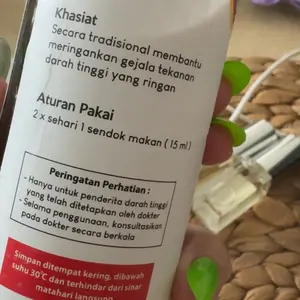 Khasiat
Secara tradisional membantu
meringankan gejala tekanan
darah tinggi yang ringan
Aturan Pakai
2 x sehari 1 sendok makan ( 15 ml )
Peringatan Perhatian :
- Hanya untuk penderita darah tinggi
yang telah ditetapkan oleh dokter
- Selama penggunaan, konsultasikan
pada dokter secara berkala
Simpan ditempat kering, dibawah
suhu 30°C dan terhindar dari sinar
matahari langsung